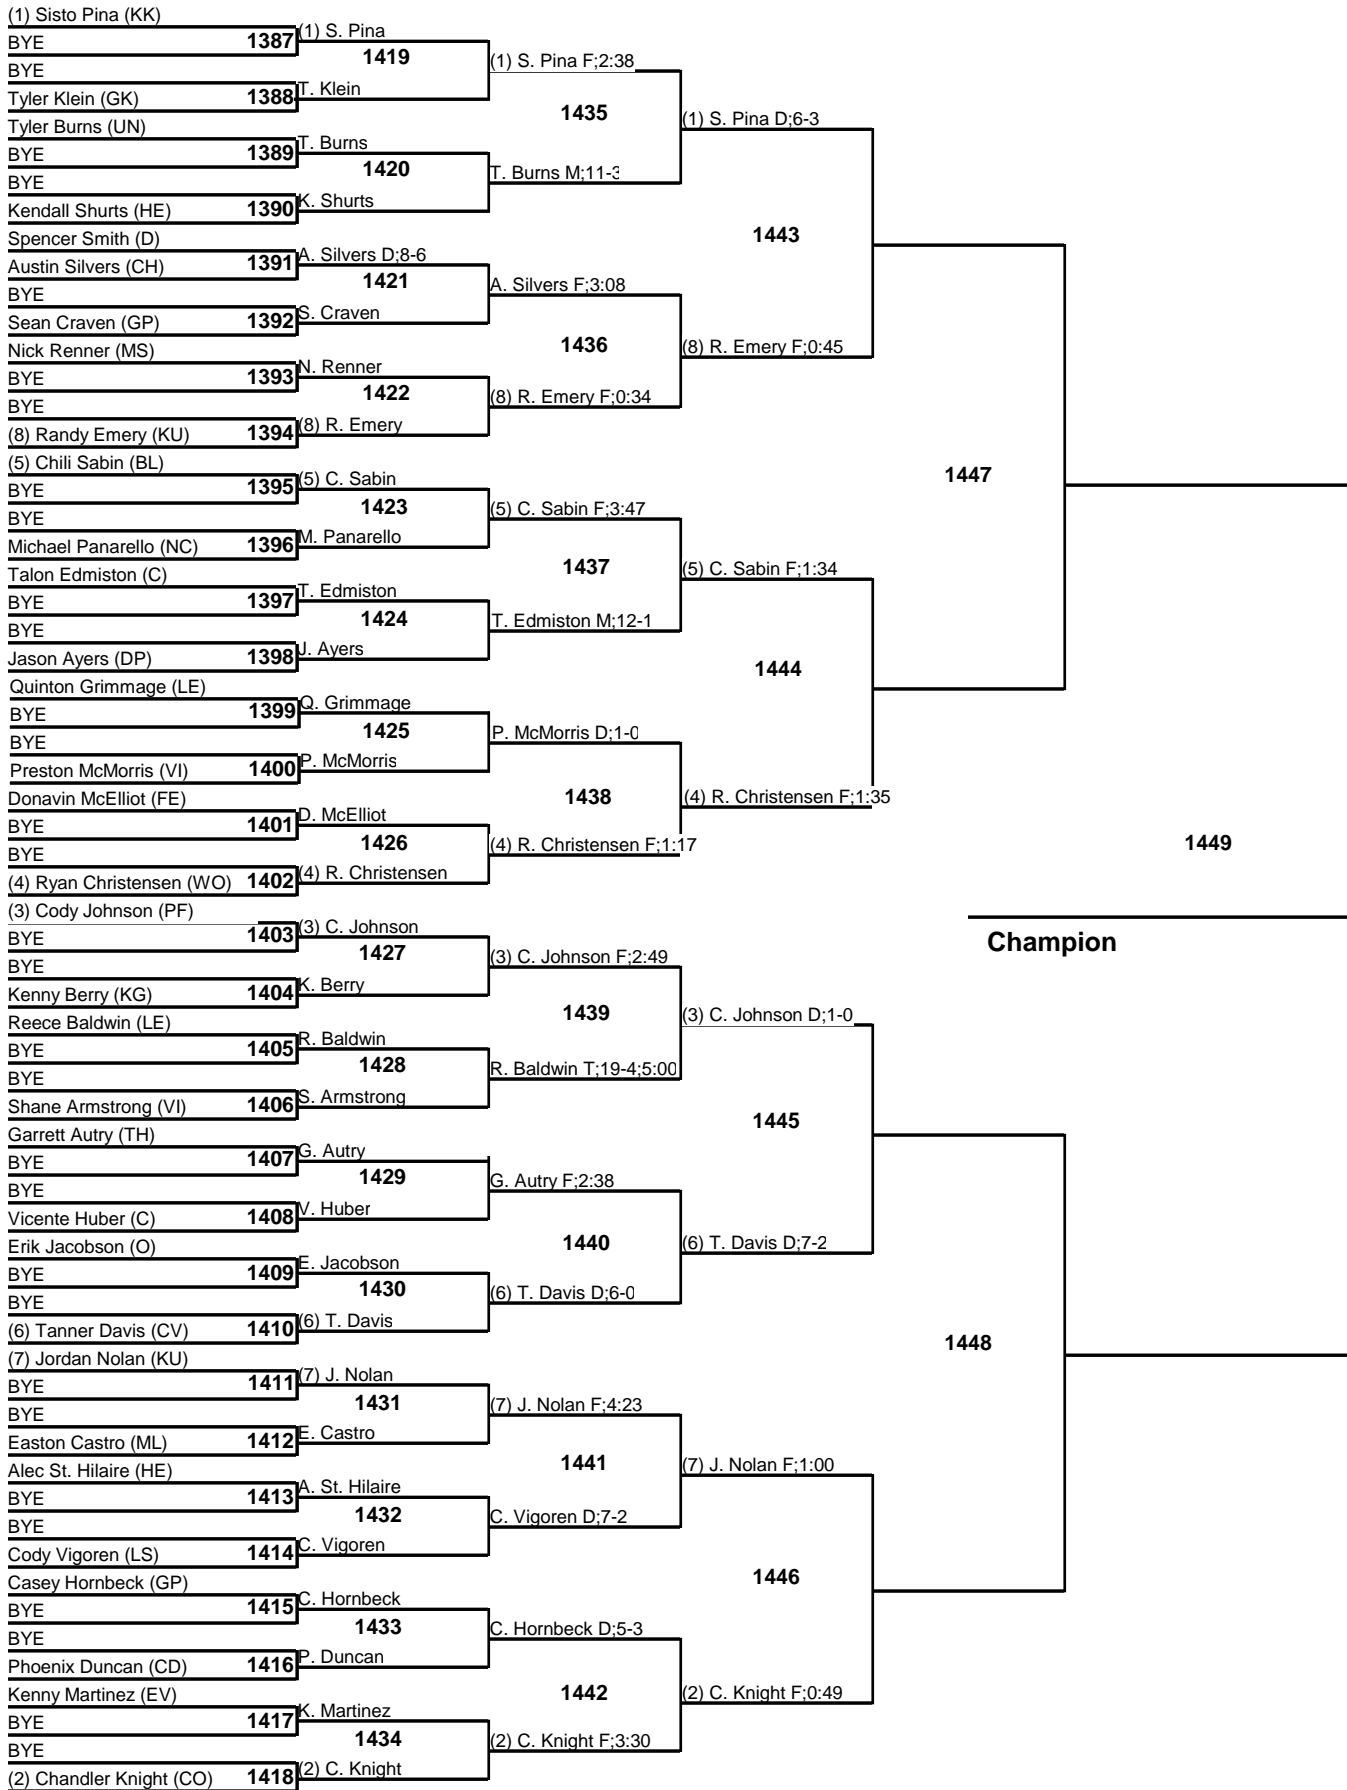 (1) Sisto Pina (KK)
BYE 1387 (1) S. Pina
1419
BYE
(1) S. Pina F;2:38
Tyler Klein (GK) 1388 T. Klein
1435
Tyler Burns (UN)
(1) S. Pina D;6-3
BYE 1389 T. Burns
1420
BYE
T. Burns M;11-3
Kendall Shurts (HE) 1390 K. Shurts
1443
Spencer Smith (D)
Austin Silvers (CH) 1391 A. Silvers D;8-6
1421
BYE
A. Silvers F;3:08
Sean Craven (GP) 1392 S. Craven
1436
Nick Renner (MS)
(8) R. Emery F;0:45
BYE 1393 N. Renner
1422
BYE
(8) R. Emery F;0:34
(8) Randy Emery (KU) 1394 (8) R. Emery
(5) Chili Sabin (BL)
1447
BYE 1395 (5) C. Sabin
1423
BYE
(5) C. Sabin F;3:47
Michael Panarello (NC) 1396 M. Panarello
1437
Talon Edmiston (C)
(5) C. Sabin F;1:34
BYE 1397 T. Edmiston
1424
BYE
T. Edmiston M;12-1
Jason Ayers (DP) 1398 J. Ayers
1444
Quinton Grimmage (LE)
BYE 1399 Q. Grimmage
1425
BYE
P. McMorris D;1-0
Preston McMorris (VI) 1400 P. McMorris
1438
Donavin McElliot (FE)
(4) R. Christensen F;1:35
BYE 1401 D. McElliot
1426
BYE
(4) R. Christensen F;1:17
1449
(4) Ryan Christensen (WO) 1402 (4) R. Christensen
(3) Cody Johnson (PF)
BYE 1403 (3) C. Johnson
Champion
1427
BYE
(3) C. Johnson F;2:49
Kenny Berry (KG) 1404 K. Berry
1439
Reece Baldwin (LE)
(3) C. Johnson D;1-0
BYE 1405 R. Baldwin
1428
BYE
R. Baldwin T;19-4;5:00
Shane Armstrong (VI) 1406 S. Armstrong
1445
Garrett Autry (TH)
BYE 1407 G. Autry
1429
BYE
G. Autry F;2:38
Vicente Huber (C) 1408 V. Huber
1440
Erik Jacobson (O)
(6) T. Davis D;7-2
BYE 1409 E. Jacobson
1430
BYE
(6) T. Davis D;6-0
(6) Tanner Davis (CV) 1410 (6) T. Davis
1448
(7) Jordan Nolan (KU)
BYE 1411 (7) J. Nolan
1431
BYE
(7) J. Nolan F;4:23
Easton Castro (ML) 1412 E. Castro
1441
Alec St. Hilaire (HE)
(7) J. Nolan F;1:00
BYE 1413 A. St. Hilaire
1432
BYE
C. Vigoren D;7-2
Cody Vigoren (LS) 1414 C. Vigoren
1446
Casey Hornbeck (GP)
BYE 1415 C. Hornbeck
1433
BYE
C. Hornbeck D;5-3
Phoenix Duncan (CD) 1416 P. Duncan
1442
Kenny Martinez (EV)
(2) C. Knight F;0:49
BYE 1417 K. Martinez
1434
BYE
(2) C. Knight F;3:30
(2) Chandler Knight (CO) 1418 (2) C. Knight